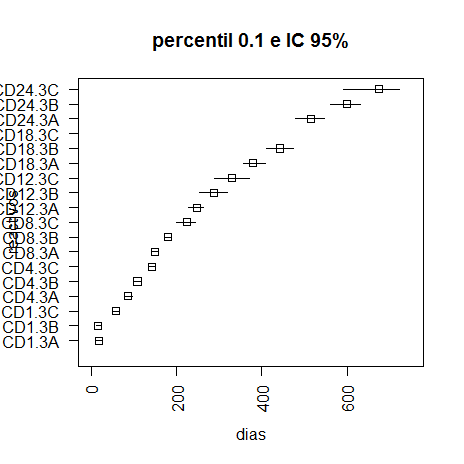 percentil 0.1 e IC 95%
CD24.3C
CD24.3B
CD24.3A
CD18.3C
CD18.3B
CD18.3A
CD12.3C
CD12.3B
CD12.3A
CD8.3C
CD8.3B
CD8.3A
CD4.3C
CD4.3B
CD4.3A
CD1.3C
CD1.3B
CD1.3A
0
200
400
600
dias